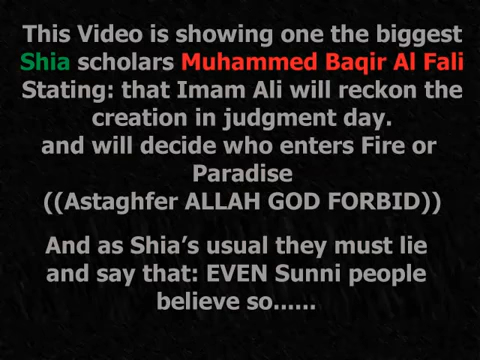 This Video is showing one the biggest
Shia scholars Muhammed Baqir Al Fali
Stating: that Imam Ali will reckon the
creation in judgment day.
and will decide who enters Fire or
Paradise
((Astaghfer ALLAH GOD FORBID))
And as Shia's usual they must lie
and say that: EVEN Sunni people
believe so......